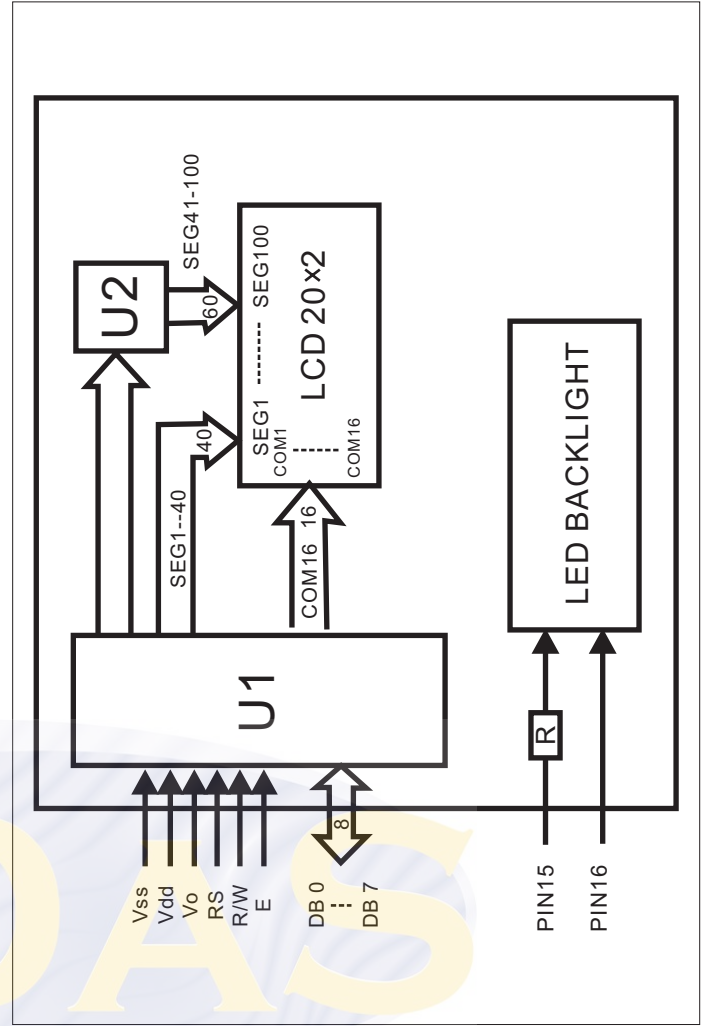 Vss
Vdd
Vo
RS
R/W
E
DB 0
DB 7
8
U1
U2
SEG1--40
40
SEG41-100
60
COM16 16
SEG1 ---------- SEG100
COM1
COM16
LCD 20×2
PIN15
PIN16
R
LED BACKLIGHT
DAS